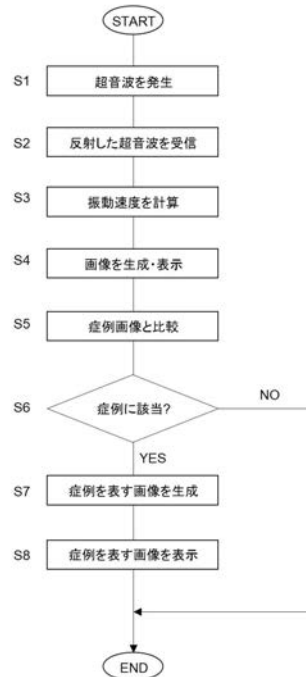 START
S1 超音波を発生
S2 反射した超音波を受信
S3 振動速度を計算
S4 画像を生成・表示
S5 症例画像と比較
S6 症例に該当? NO
YES
S7 症例を表す画像を生成
S8 症例を表す画像を表示
END